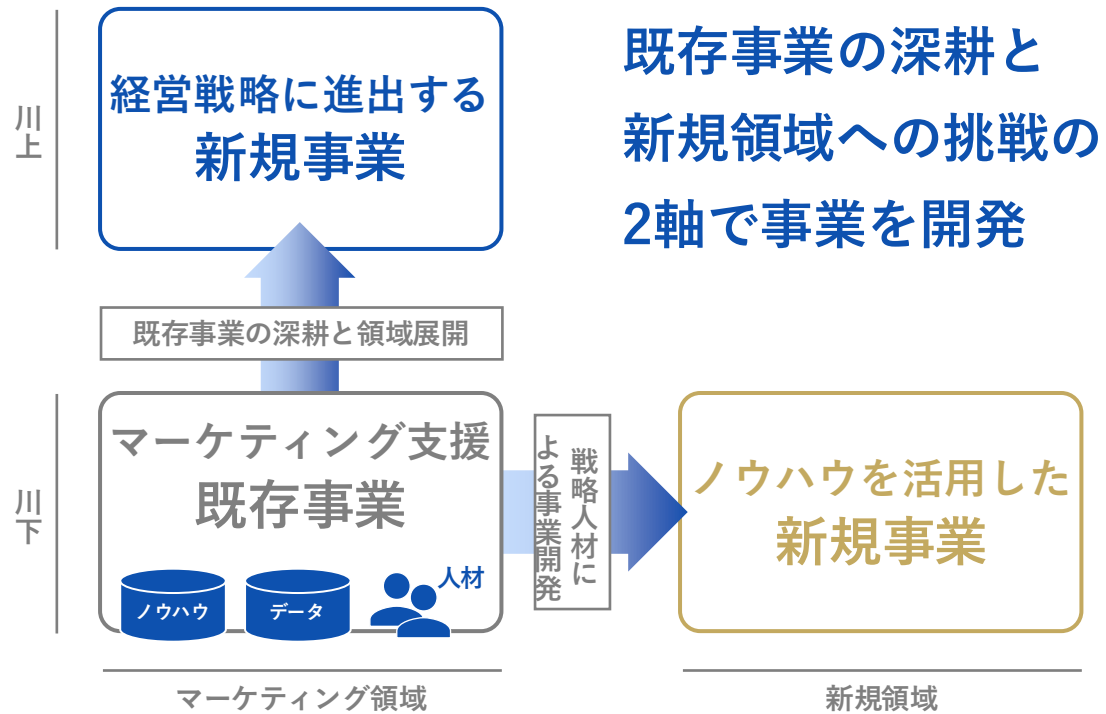 既存事業の深耕と
新規領域への挑戦の
2軸で事業を開発
川上
経営戦略に進出する
新規事業
既存事業の深耕と領域展開
川下
マーケティング支援
既存事業
ノウハウ
データ
人材
戦略人材に
よる事業開発
ノウハウを活用した
新規事業
マーケティング領域
新規領域